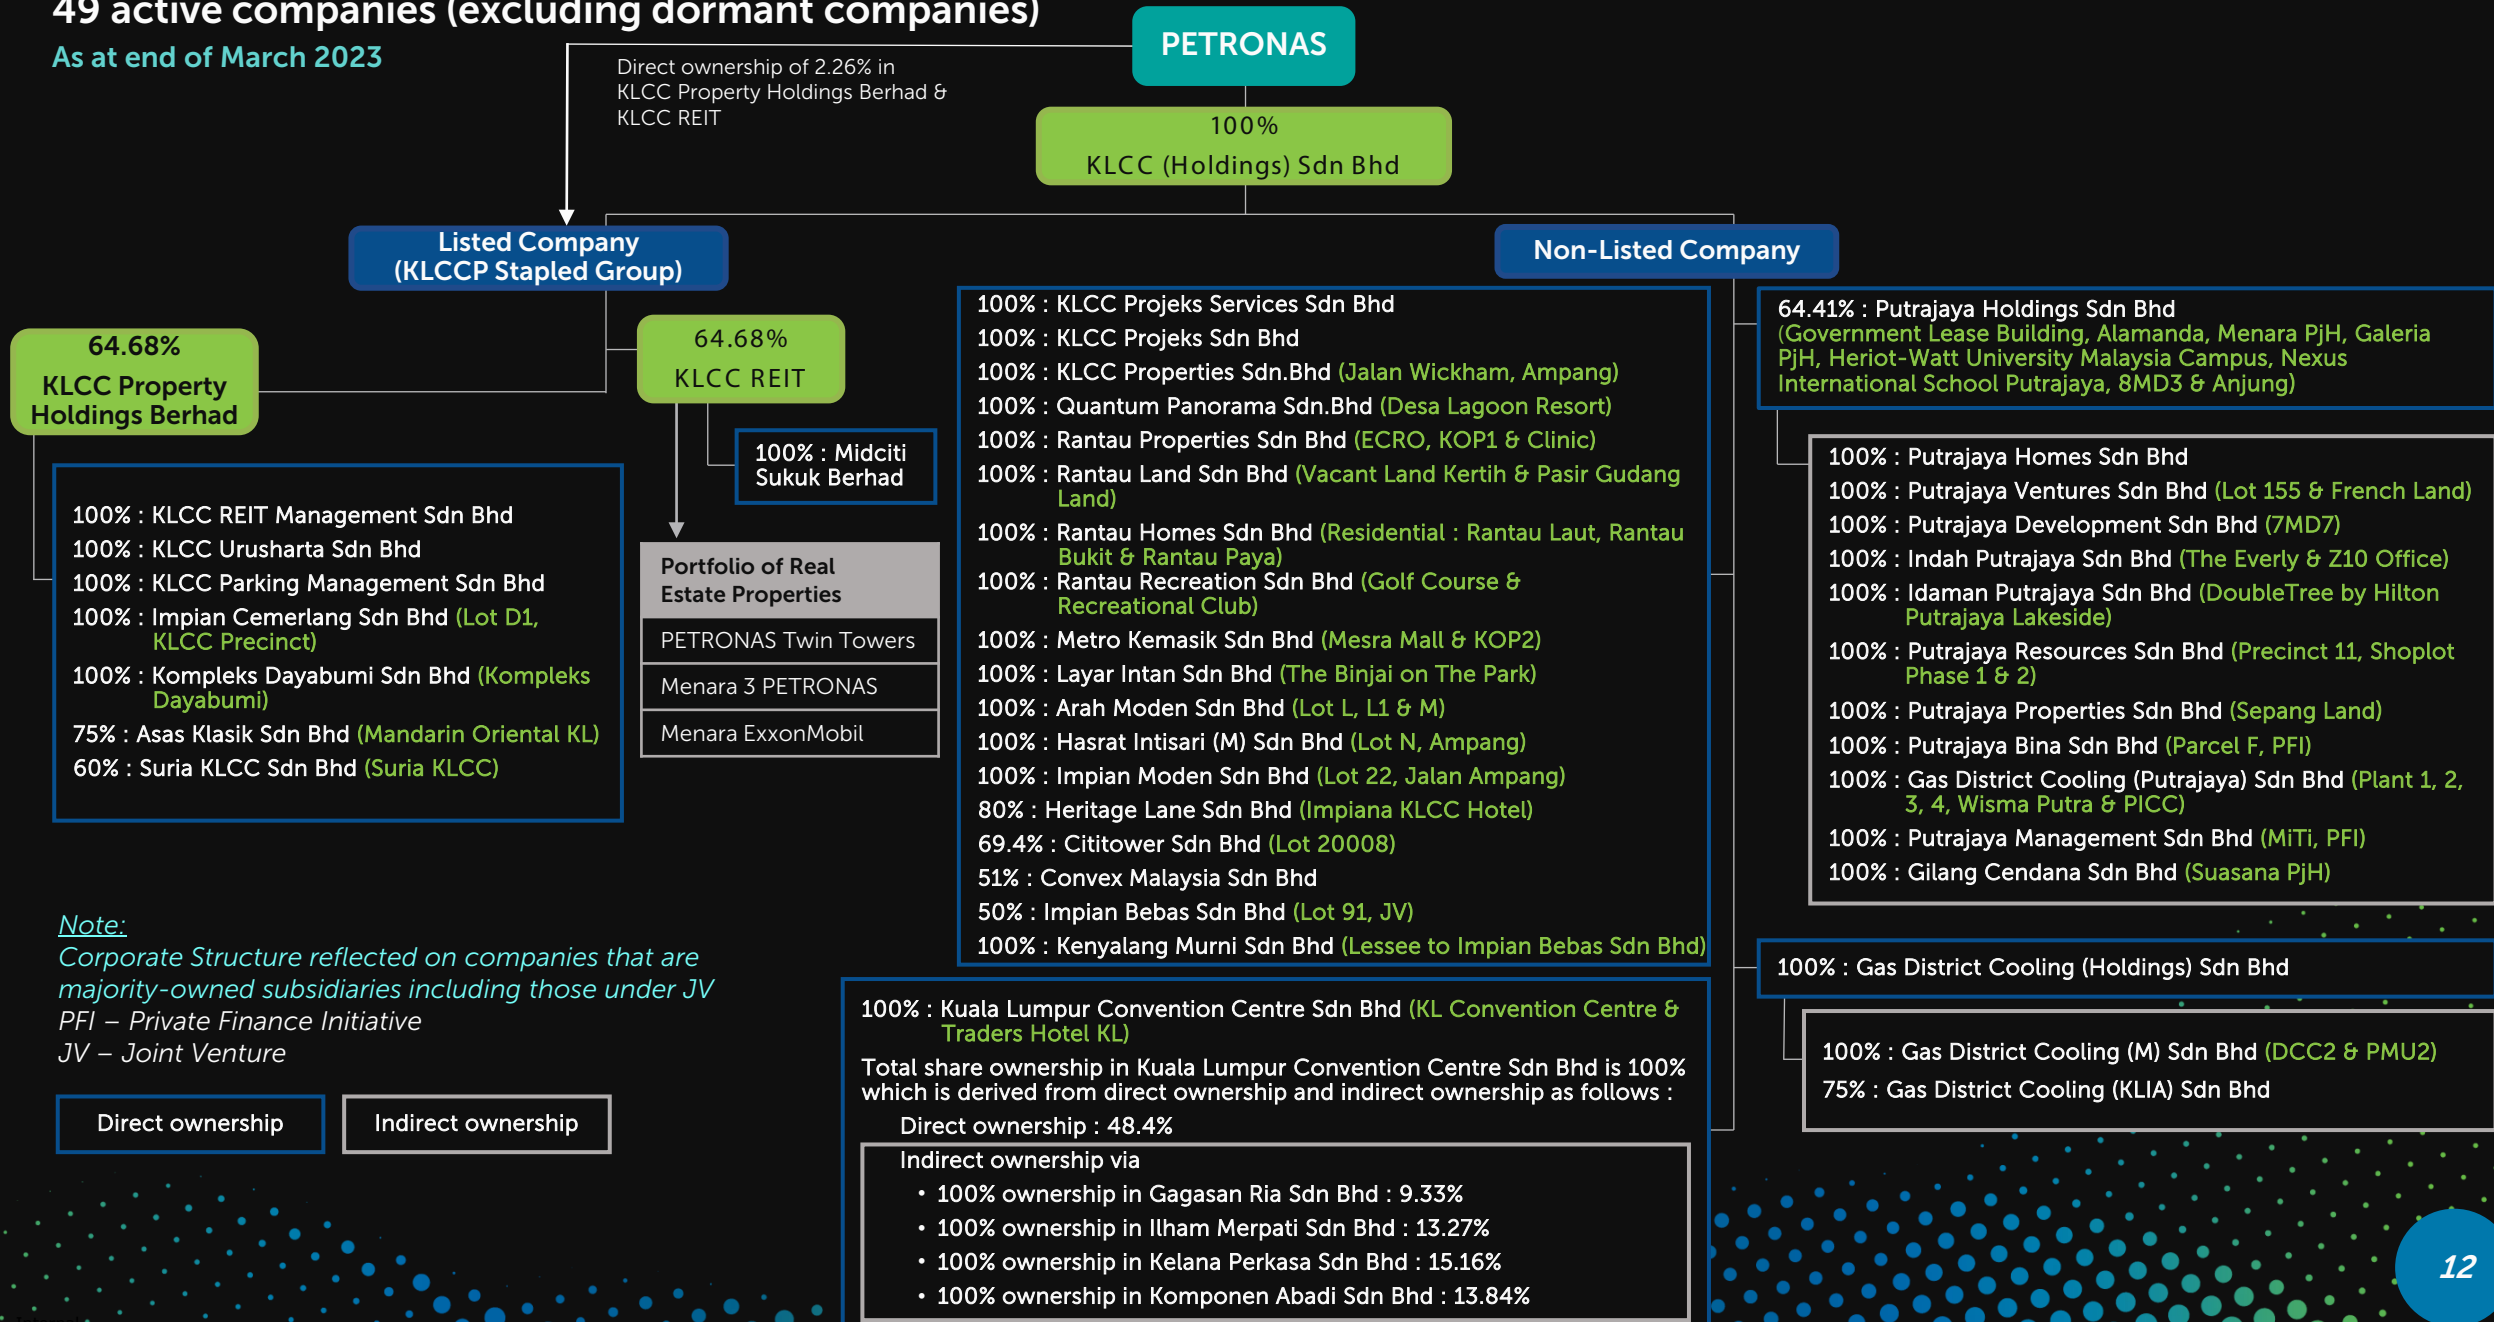 49 active companies (excluding dormant companies)
As at end of March 2023
PETRONAS
Direct ownership of 2.26% in
KLCC Property Holdings Berhad &
KLCC REIT
100%
KLCC (Holdings) Sdn Bhd
Listed Company
(KLCCP Stapled Group)
Non-Listed Company
64.68%
KLCC Property
Holdings Berhad
64.68%
KLCC REIT
100% : Midciti
Sukuk Berhad
100% : KLCC REIT Management Sdn Bhd
100% : KLCC Urusharta Sdn Bhd
100% : KLCC Parking Management Sdn Bhd
100% : Impian Cemerlang Sdn Bhd (Lot D1,
KLCC Precinct)
100% : Kompleks Dayabumi Sdn Bhd (Kompleks
Dayabumi)
75% : Asas Klasik Sdn Bhd (Mandarin Oriental KL)
60% : Suria KLCC Sdn Bhd (Suria KLCC)
Portfolio of Real
Estate Properties
PETRONAS Twin Towers
Menara 3 PETRONAS
Menara ExxonMobil
100% : KLCC Projeks Services Sdn Bhd
100% : KLCC Projeks Sdn Bhd
100% : KLCC Properties Sdn.Bhd (Jalan Wickham, Ampang)
100% : Quantum Panorama Sdn.Bhd (Desa Lagoon Resort)
100% : Rantau Properties Sdn Bhd (ECRO, KOP1 & Clinic)
100% : Rantau Land Sdn Bhd (Vacant Land Kertih & Pasir Gudang
Land)
100% : Rantau Homes Sdn Bhd (Residential : Rantau Laut, Rantau
Bukit & Rantau Paya)
100% : Rantau Recreation Sdn Bhd (Golf Course &
Recreational Club)
100% : Metro Kemasik Sdn Bhd (Mesra Mall & KOP2)
100% : Layar Intan Sdn Bhd (The Binjai on The Park)
100% : Arah Moden Sdn Bhd (Lot L, L1 & M)
100% : Hasrat Intisari (M) Sdn Bhd (Lot N, Ampang)
100% : Impian Moden Sdn Bhd (Lot 22, Jalan Ampang)
80% : Heritage Lane Sdn Bhd (Impiana KLCC Hotel)
69.4% : Cititower Sdn Bhd (Lot 20008)
51% : Convex Malaysia Sdn Bhd
50% : Impian Bebas Sdn Bhd (Lot 91, JV)
100% : Kenyalang Murni Sdn Bhd (Lessee to Impian Bebas Sdn Bhd)
100% : Kuala Lumpur Convention Centre Sdn Bhd (KL Convention Centre &
Traders Hotel KL)
Total share ownership in Kuala Lumpur Convention Centre Sdn Bhd is 100%
which is derived from direct ownership and indirect ownership as follows :
Direct ownership : 48.4%
Indirect ownership via
• 100% ownership in Gagasan Ria Sdn Bhd : 9.33%
• 100% ownership in Ilham Merpati Sdn Bhd : 13.27%
• 100% ownership in Kelana Perkasa Sdn Bhd : 15.16%
• 100% ownership in Komponen Abadi Sdn Bhd : 13.84%
64.41% : Putrajaya Holdings Sdn Bhd
(Government Lease Building, Alamanda, Menara PjH, Galeria
PjH, Heriot-Watt University Malaysia Campus, Nexus
International School Putrajaya, 8MD3 & Anjung)
100% : Putrajaya Homes Sdn Bhd
100% : Putrajaya Ventures Sdn Bhd (Lot 155 & French Land)
100% : Putrajaya Development Sdn Bhd (7MD7)
100% : Indah Putrajaya Sdn Bhd (The Everly & Z10 Office)
100% : Idaman Putrajaya Sdn Bhd (DoubleTree by Hilton
Putrajaya Lakeside)
100% : Putrajaya Resources Sdn Bhd (Precinct 11, Shoplot
Phase 1 & 2)
100% : Putrajaya Properties Sdn Bhd (Sepang Land)
100% : Putrajaya Bina Sdn Bhd (Parcel F, PFI)
100% : Gas District Cooling (Putrajaya) Sdn Bhd (Plant 1, 2,
3, 4, Wisma Putra & PICC)
100% : Putrajaya Management Sdn Bhd (MiTi, PFI)
100% : Gilang Cendana Sdn Bhd (Suasana PjH)
100% : Gas District Cooling (Holdings) Sdn Bhd
100% : Gas District Cooling (M) Sdn Bhd (DCC2 & PMU2)
75% : Gas District Cooling (KLIA) Sdn Bhd
Note:
Corporate Structure reflected on companies that are
majority-owned subsidiaries including those under JV
PFI – Private Finance Initiative
JV – Joint Venture
Direct ownership
Indirect ownership
12